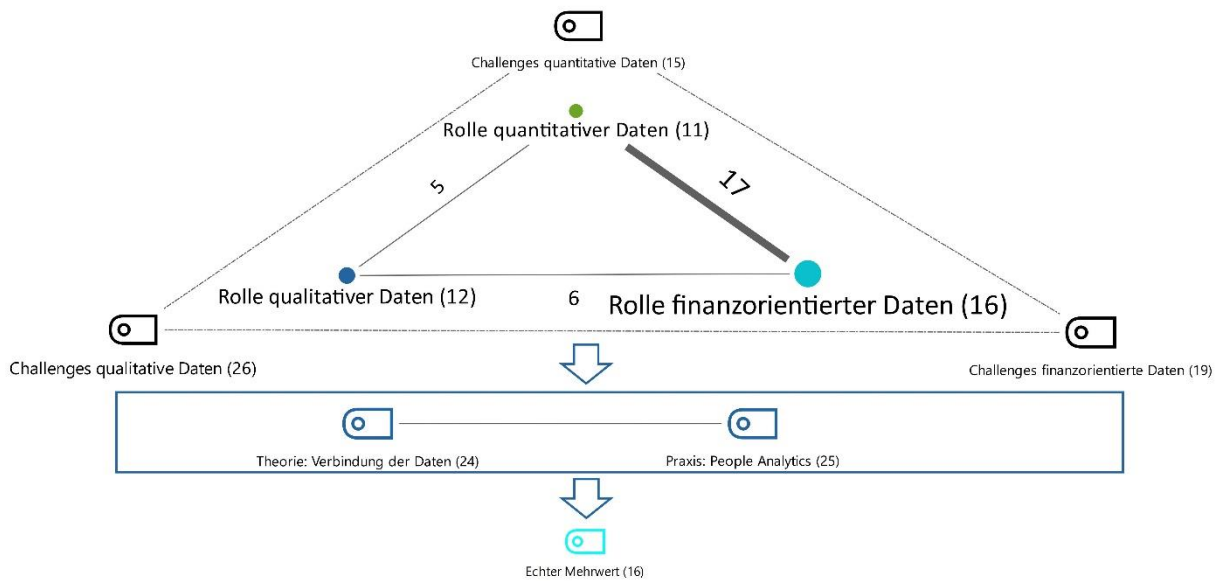 Challenges quantitative Daten (15)
Rolle quantitativer Daten (11)
5
17
Rolle qualitativer Daten (12)
6
Rolle finanzorientierter Daten (16)
Challenges qualitative Daten (26)
Challenges finanzorientierte Daten (19)
Theorie: Verbindung der Daten (24)
Praxis: People Analytics (25)
Echter Mehrwert (16)